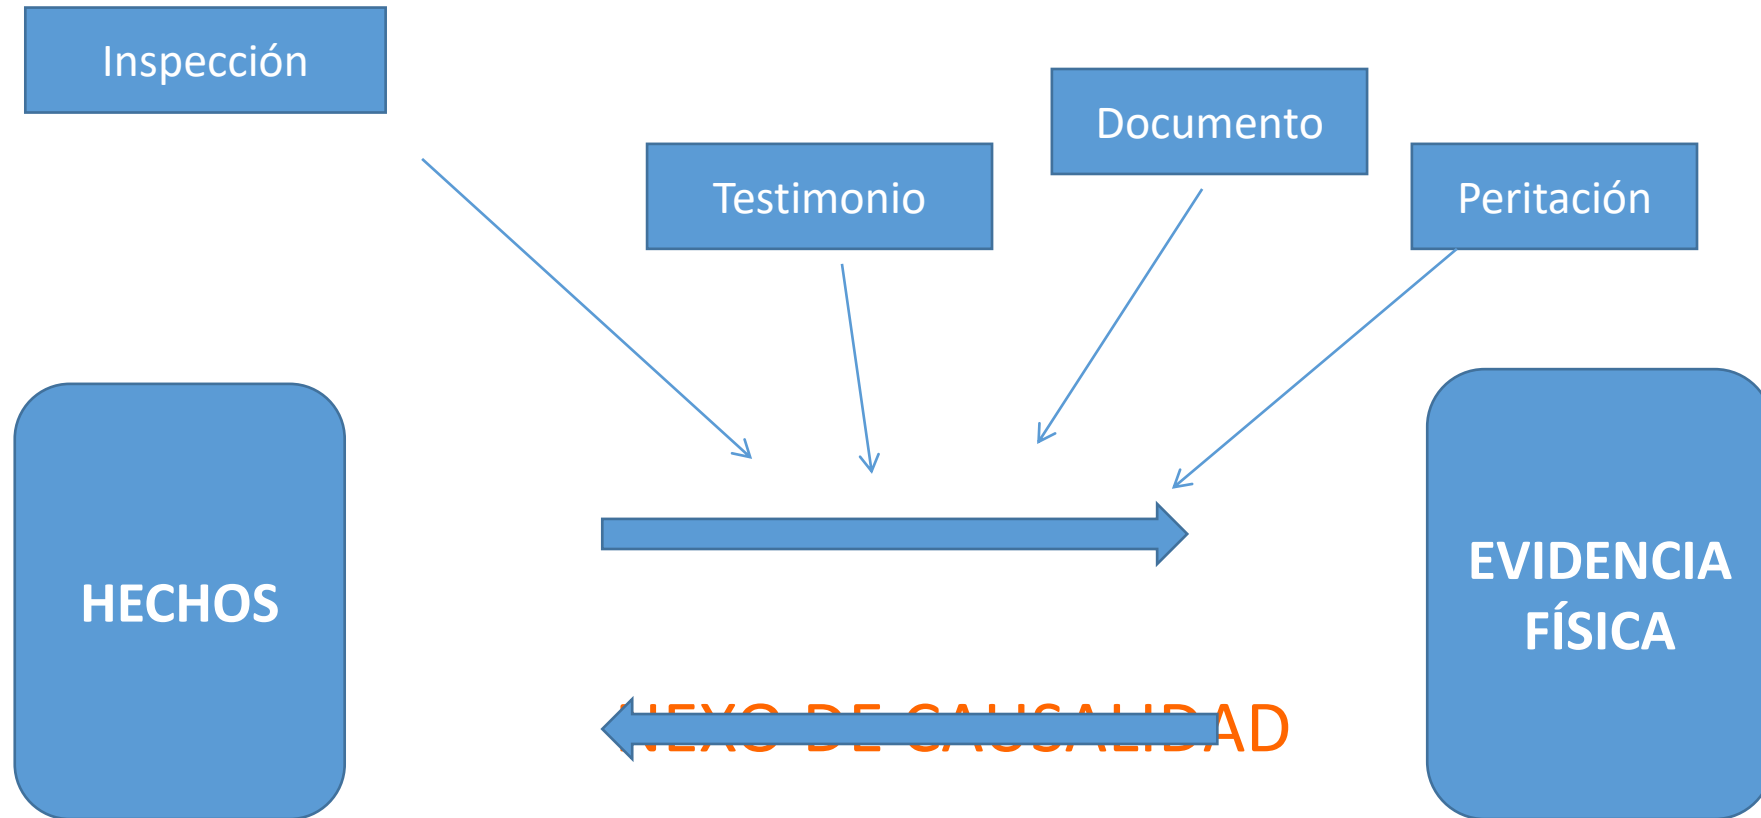 Inspección
Documento
Testimonio
Peritación
HECHOS
EVIDENCIA
FÍSICA
NEXO DE CAUSALIDAD